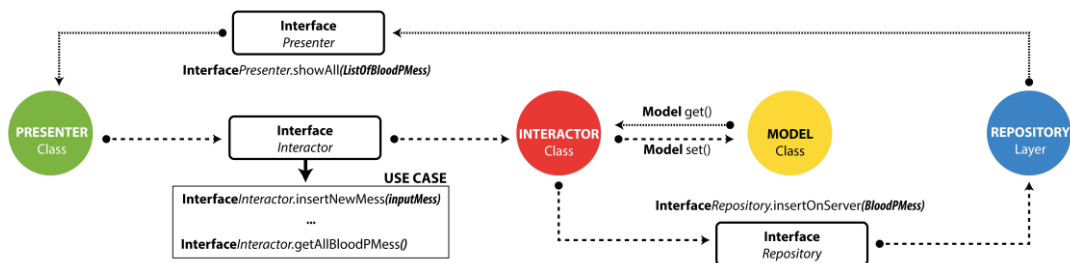 Interface
Presenter
InterfacePresenter.showAll(ListOfBloodPMess)
PRESENTER
Class
Interface
Interactor
INTERACTOR
Class
Model get()
Model set()
MODEL
Class
REPOSITORY
Layer
USE CASE
InterfaceInteractor.insertNewMess(inputMess)
...
InterfaceInteractor.getAllBloodPMess()
InterfaceRepository.insertOnServer(BloodPMess)
Interface
Repository